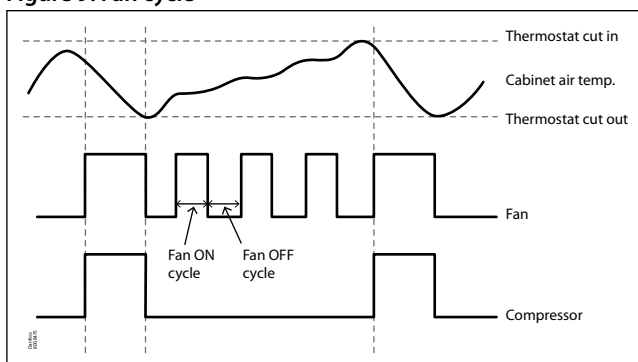 Figure 9: Fan cycle
Thermostat cut in
Cabinet air temp.
Thermostat cut out
Fan
Fan ON
cycle
Fan OFF
cycle
Compressor
Danfoss